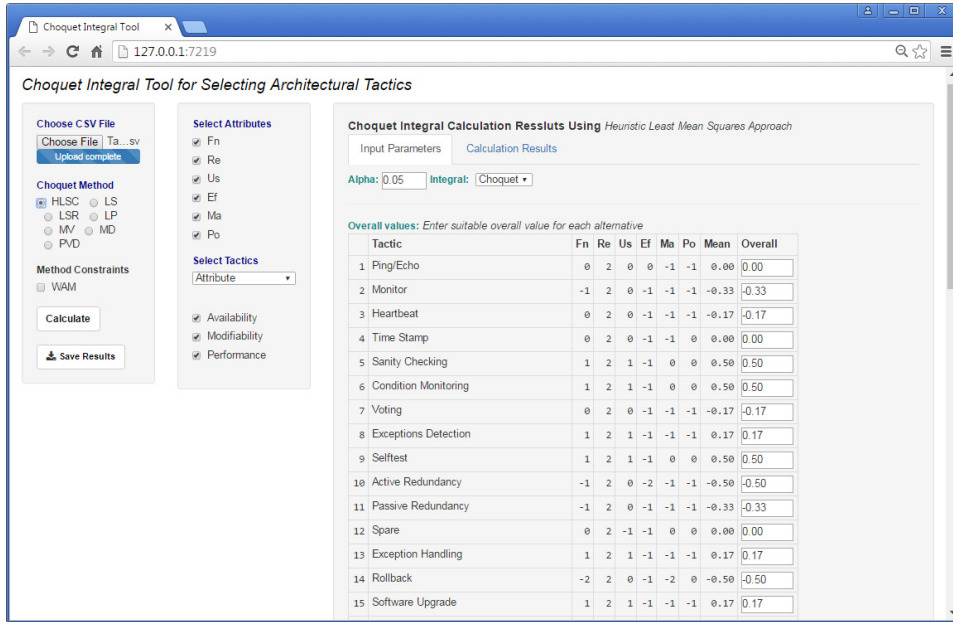 Choquet Integral Tool
127.0.0.1:7219
Choquet Integral Tool for Selecting Architectural Tactics
Choose CSV File
Choose File Ta...sv
Upload complete
Choquet Method
HLSC LS
LSR LP
MV MD
PVD
Method Constraints
WAM
Calculate
Save Results
Select Attributes
Fn
Re
Us
Ef
Ma
Po
Select Tactics
Attribute
Availability
Modifiability
Performance
Choquet Integral Calculation Ressluts Using Heuristic Least Mean Squares Approach
Input Parameters Calculation Results
Alpha: 0.05 Integral: Choquet
Overall values: Enter suitable overall value for each alternative
Tactic Fn Re Us Ef Ma Po Mean Overall
1 Ping/Echo 0 2 0 0 -1 -1 0.00 0.00
2 Monitor -1 2 0 -1 -1 -1 -0.33 -0.33
3 Heartbeat 0 2 0 -1 -1 -1 -0.17 -0.17
4 Time Stamp 0 2 0 -1 -1 0 0.00 0.00
5 Sanity Checking 1 2 1 -1 0 0 0.50 0.50
6 Condition Monitoring 1 2 1 -1 0 0 0.50 0.50
7 Voting 0 2 0 -1 -1 -1 -0.17 -0.17
8 Exceptions Detection 1 2 1 -1 -1 -1 0.17 0.17
9 Selftest 1 2 1 -1 0 0 0.50 0.50
10 Active Redundancy -1 2 0 -2 -1 -1 -0.50 -0.50
11 Passive Redundancy -1 2 0 -1 -1 -1 -0.33 -0.33
12 Spare 0 2 -1 -1 0 0 0.00 0.00
13 Exception Handling 1 2 1 -1 -1 -1 0.17 0.17
14 Rollback -2 2 0 -1 -2 0 -0.50 -0.50
15 Software Upgrade 1 2 1 -1 -1 -1 0.17 0.17